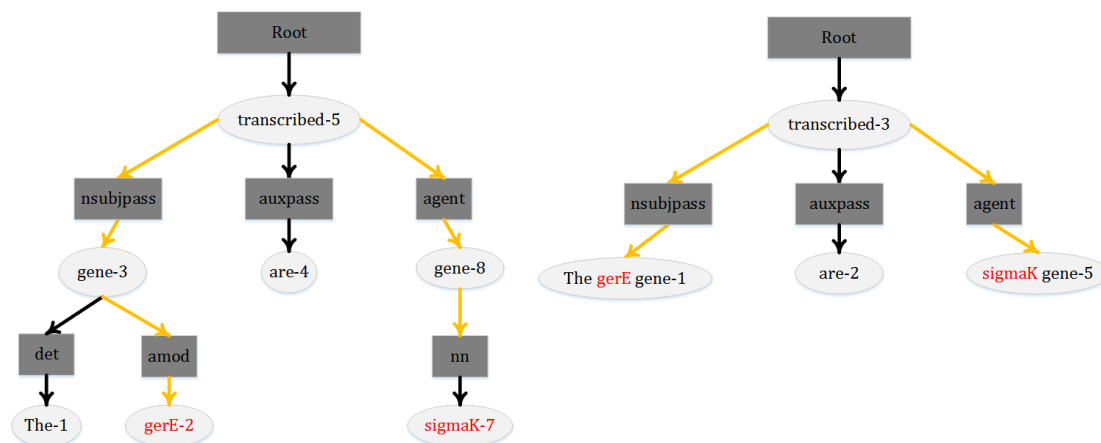 Root
transcribed-5
nsubjpass
auxpass
agent
gene-3
are-4
gene-8
det
amod
nn
The-1
gerE-2
sigmaK-7
Root
transcribed-3
nsubjpass
auxpass
agent
The gerE gene-1
are-2
sigmaK gene-5